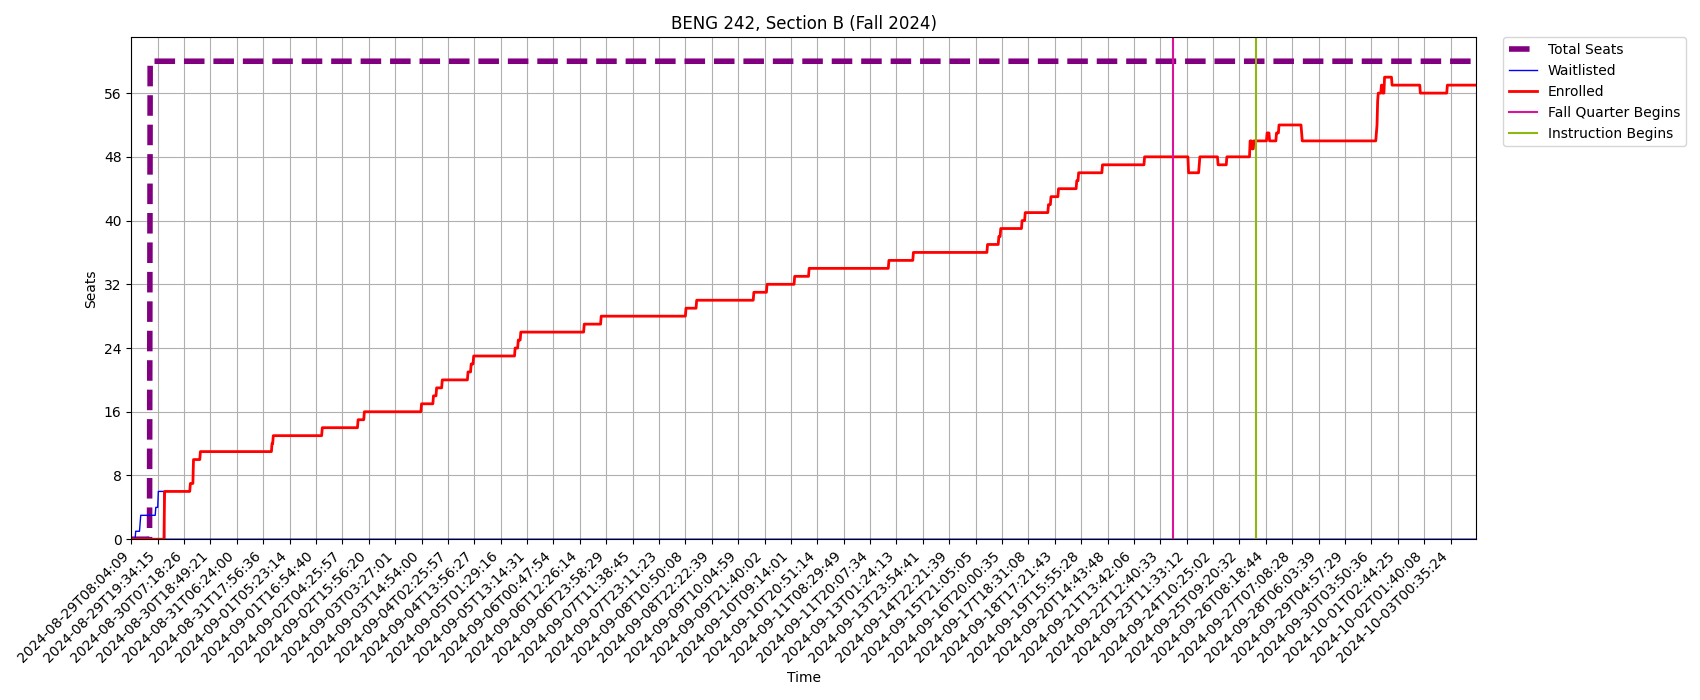 BENG 242, Section B (Fall 2024)
Total Seats
Waitlisted
Enrolled
Fall Quarter Begins
Instruction Begins
Seats
56
48
40
32
24
16
8
0
2024-08-29T08:04:09
2024-08-29T19:34:15
2024-08-30T07:18:26
2024-08-30T18:49:21
2024-08-31T06:24:00
2024-08-31T17:56:36
2024-09-01T05:23:14
2024-09-01T16:54:40
2024-09-02T04:25:57
2024-09-02T15:56:20
2024-09-03T03:27:01
2024-09-03T14:54:00
2024-09-04T02:25:57
2024-09-04T13:56:27
2024-09-05T01:29:16
2024-09-05T13:14:31
2024-09-06T00:47:54
2024-09-06T12:26:14
2024-09-06T23:58:29
2024-09-07T11:38:45
2024-09-07T23:11:23
2024-09-08T10:50:08
2024-09-08T22:22:39
2024-09-09T10:04:59
2024-09-09T21:40:02
2024-09-10T09:14:01
2024-09-10T20:51:14
2024-09-11T08:29:49
2024-09-11T20:07:34
2024-09-13T01:24:13
2024-09-13T23:54:41
2024-09-14T22:21:39
2024-09-15T21:05:05
2024-09-16T20:00:35
2024-09-17T18:31:08
2024-09-18T17:21:43
2024-09-19T15:55:28
2024-09-20T14:43:48
2024-09-21T13:42:06
2024-09-22T12:40:33
2024-09-23T11:33:12
2024-09-24T10:25:02
2024-09-25T09:20:32
2024-09-26T08:18:44
2024-09-27T07:08:28
2024-09-28T06:03:39
2024-09-29T04:57:29
2024-09-30T03:50:36
2024-10-01T02:44:25
2024-10-02T01:40:08
2024-10-03T00:35:24
Time